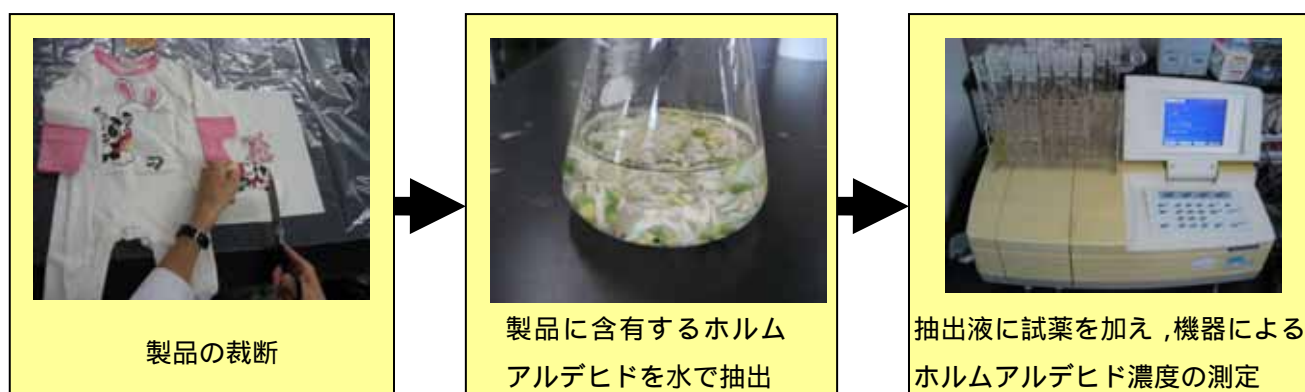 製品の裁断
製品に含有するホルム
アルデヒドを水で抽出
抽出液に試薬を加え,機器による
ホルムアルデヒド濃度の測定